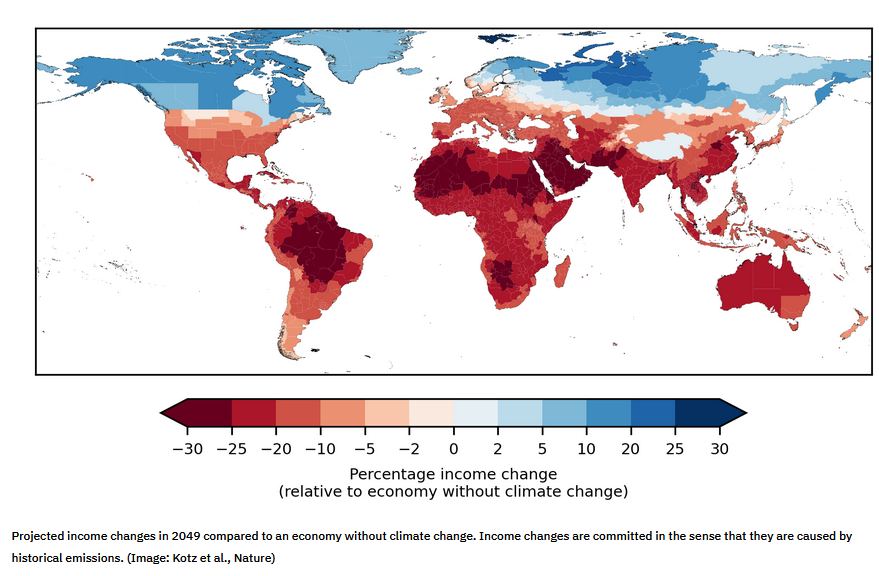 −30 −25 −20 −10 −5 −2 0 2 5 10 20 25 30
Percentage income change
(relative to economy without climate change)
Projected income changes in 2049 compared to an economy without climate change. Income changes are committed in the sense that they are caused by
historical emissions. (Image: Kotz et al., Nature)